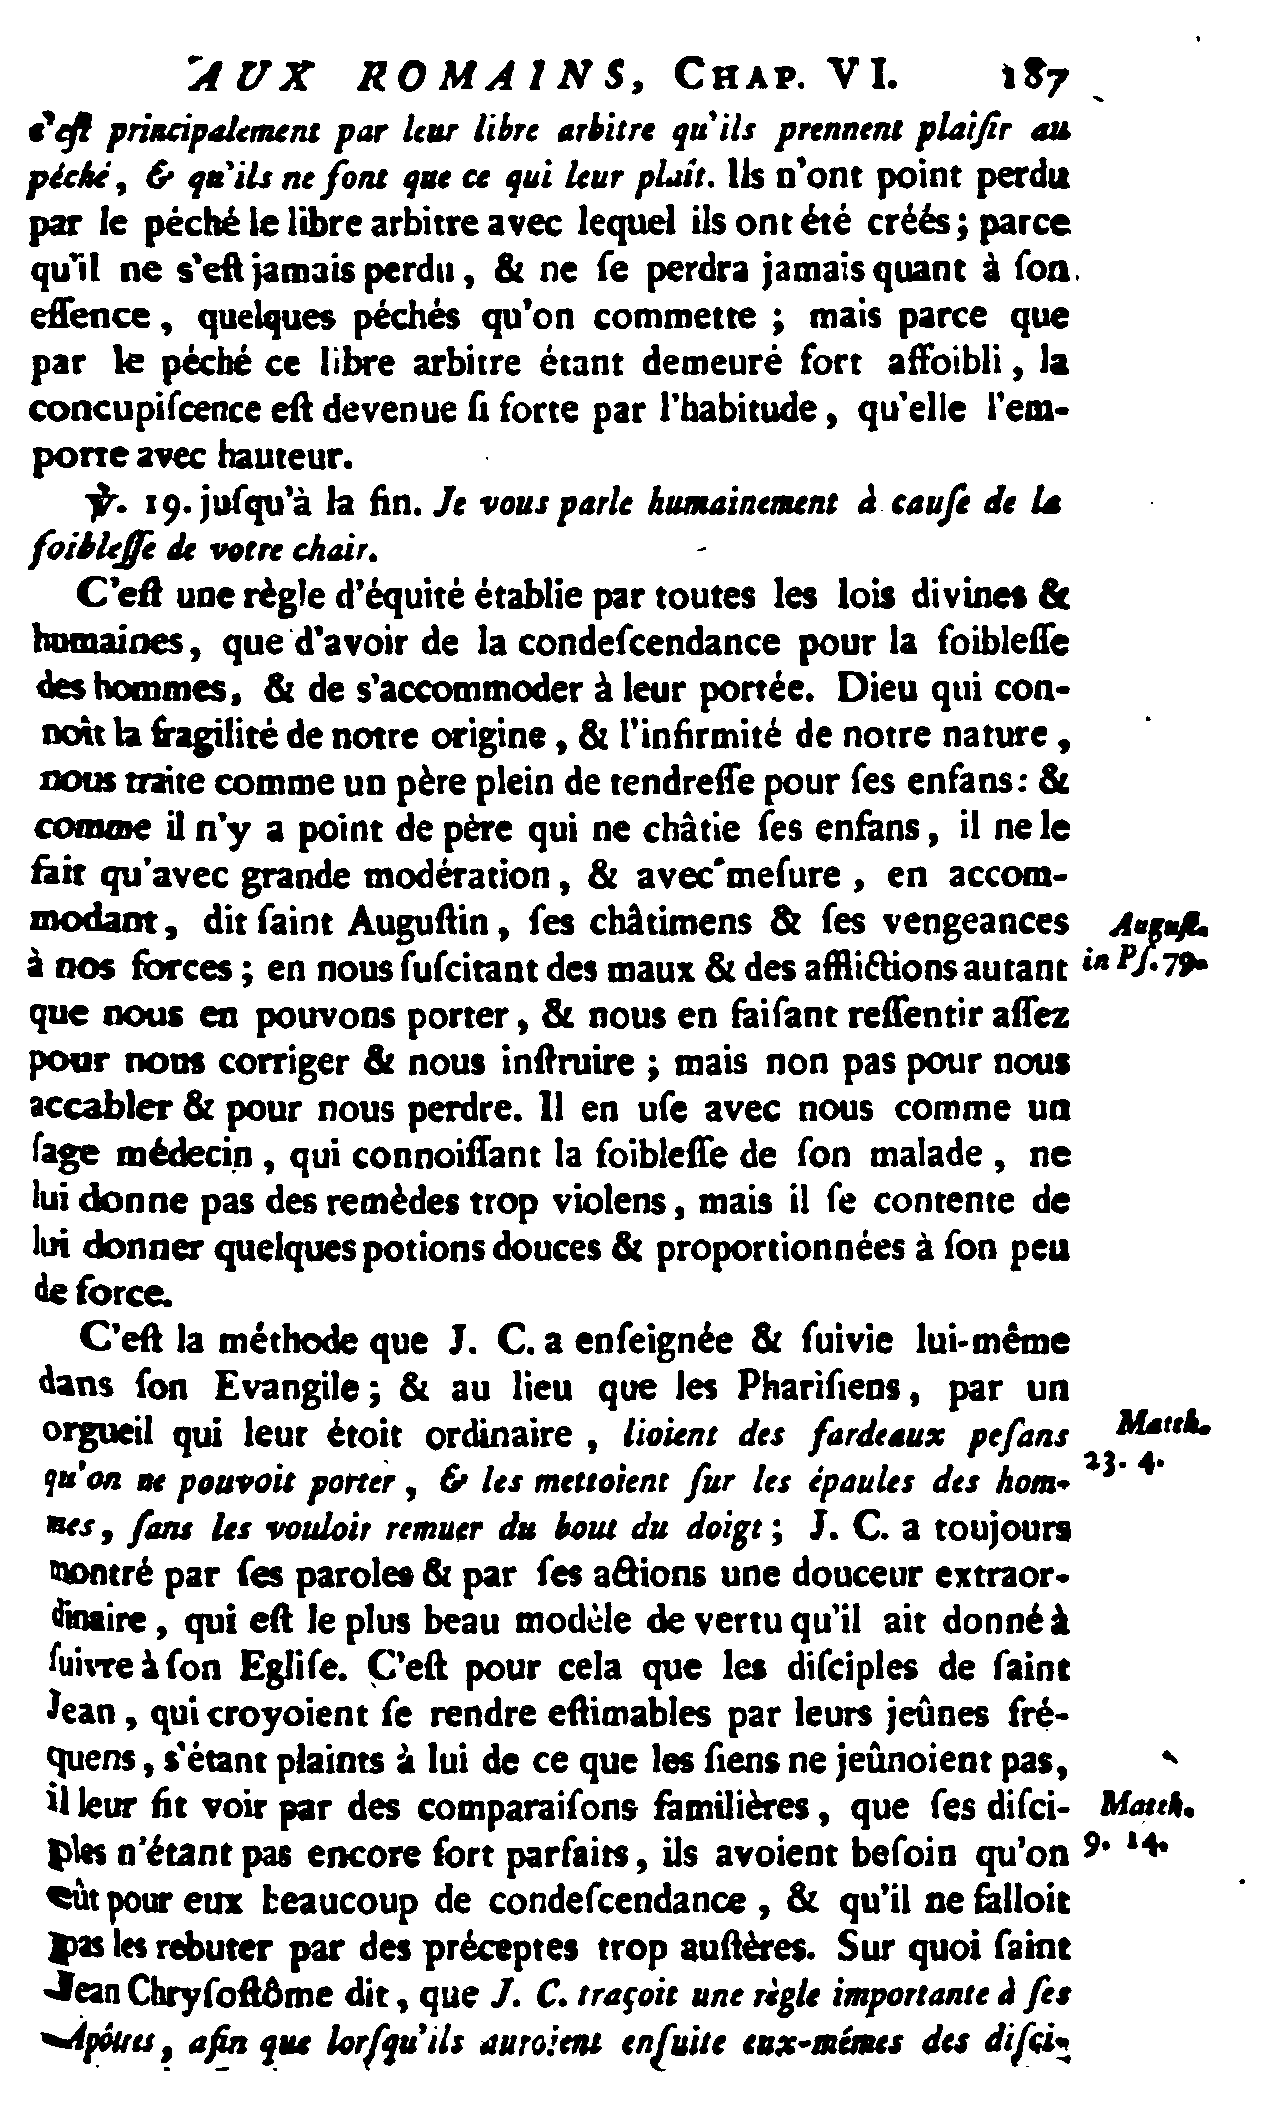 AUX ROMAINS, CHAP. VI. 187
c'eſt principalement par leur libre arbitre qu'ils prennent plaiſir au
péché, & qu'ils ne font que ce qui leur plaît. Ils n'ont point perdu
par le péché le libre arbitre avec lequel ils ont été créés; parce
qu'il ne s'eſt jamais perdu, & ne ſe perdra jamais quant à ſon
eſſence, quelques péchés qu'on commette ; mais parce que
par le péché ce libre arbitre étant demeuré fort affoibli, la
concupiſcence eſt devenue ſi forte par l'habitude, qu'elle l'em-
porte avec hauteur.
℣. 19. juſqu'à la fin. Je vous parle humainement à cauſe de la
foibleſſe de votre chair.
C'eſt une règle d'équité établie par toutes les lois divines &
humaines, que d'avoir de la condeſcendance pour la foibleſſe
des hommes, & de s'accommoder à leur portée. Dieu qui con-
noît la fragilité de notre origine, & l'infirmité de notre nature,
nous traite comme un père plein de tendreſſe pour ſes enfans: &
comme il n'y a point de père qui ne châtie ſes enfans, il ne le
fait qu'avec grande modération, & avec meſure, en accom-
modant, dit ſaint Auguſtin, ſes châtimens & ſes vengeances Auguſt.
à nos forces; en nous ſuſcitant des maux & des afflictions autant in Pſ. 79.
que nous en pouvons porter, & nous en faiſant reſſentir aſſez
pour nous corriger & nous inſtruire ; mais non pas pour nous
accabler & pour nous perdre. Il en uſe avec nous comme un
ſage médecin, qui connoiſſant la foibleſſe de ſon malade, ne
lui donne pas des remèdes trop violens, mais il ſe contente de
lui donner quelques potions douces & proportionnées à ſon peu
de force.
C'eſt la méthode que J. C. a enſeignée & ſuivie lui-même
dans ſon Evangile; & au lieu que les Phariſiens, par un
orgueil qui leur étoit ordinaire, lioient des fardeaux peſans Matth.
qu'on ne pouvoit porter, & les mettoient ſur les épaules des hom- 23. 4.
mes, ſans les vouloir remuer du bout du doigt; J. C. a toujours
montré par ſes paroles & par ſes actions une douceur extraor-
dinaire, qui eſt le plus beau modèle de vertu qu'il ait donné à
ſuivre à ſon Egliſe. C'eſt pour cela que les diſciples de ſaint
Jean, qui croyoient ſe rendre eſtimables par leurs jeûnes fré-
quens, s'étant plaints à lui de ce que les ſiens ne jeûnoient pas,
il leur fit voir par des comparaiſons familières, que ſes diſci- Matth.
ples n'étant pas encore fort parfaits, ils avoient beſoin qu'on 9. 14.
eût pour eux beaucoup de condeſcendance, & qu'il ne falloit
pas les rebuter par des préceptes trop auſtères. Sur quoi ſaint
Jean Chryſoſtôme dit, que J. C. traçoit une règle importante à ſes
Apôtres, afin que lorſqu'ils auroient enſuite eux-mêmes des diſci-